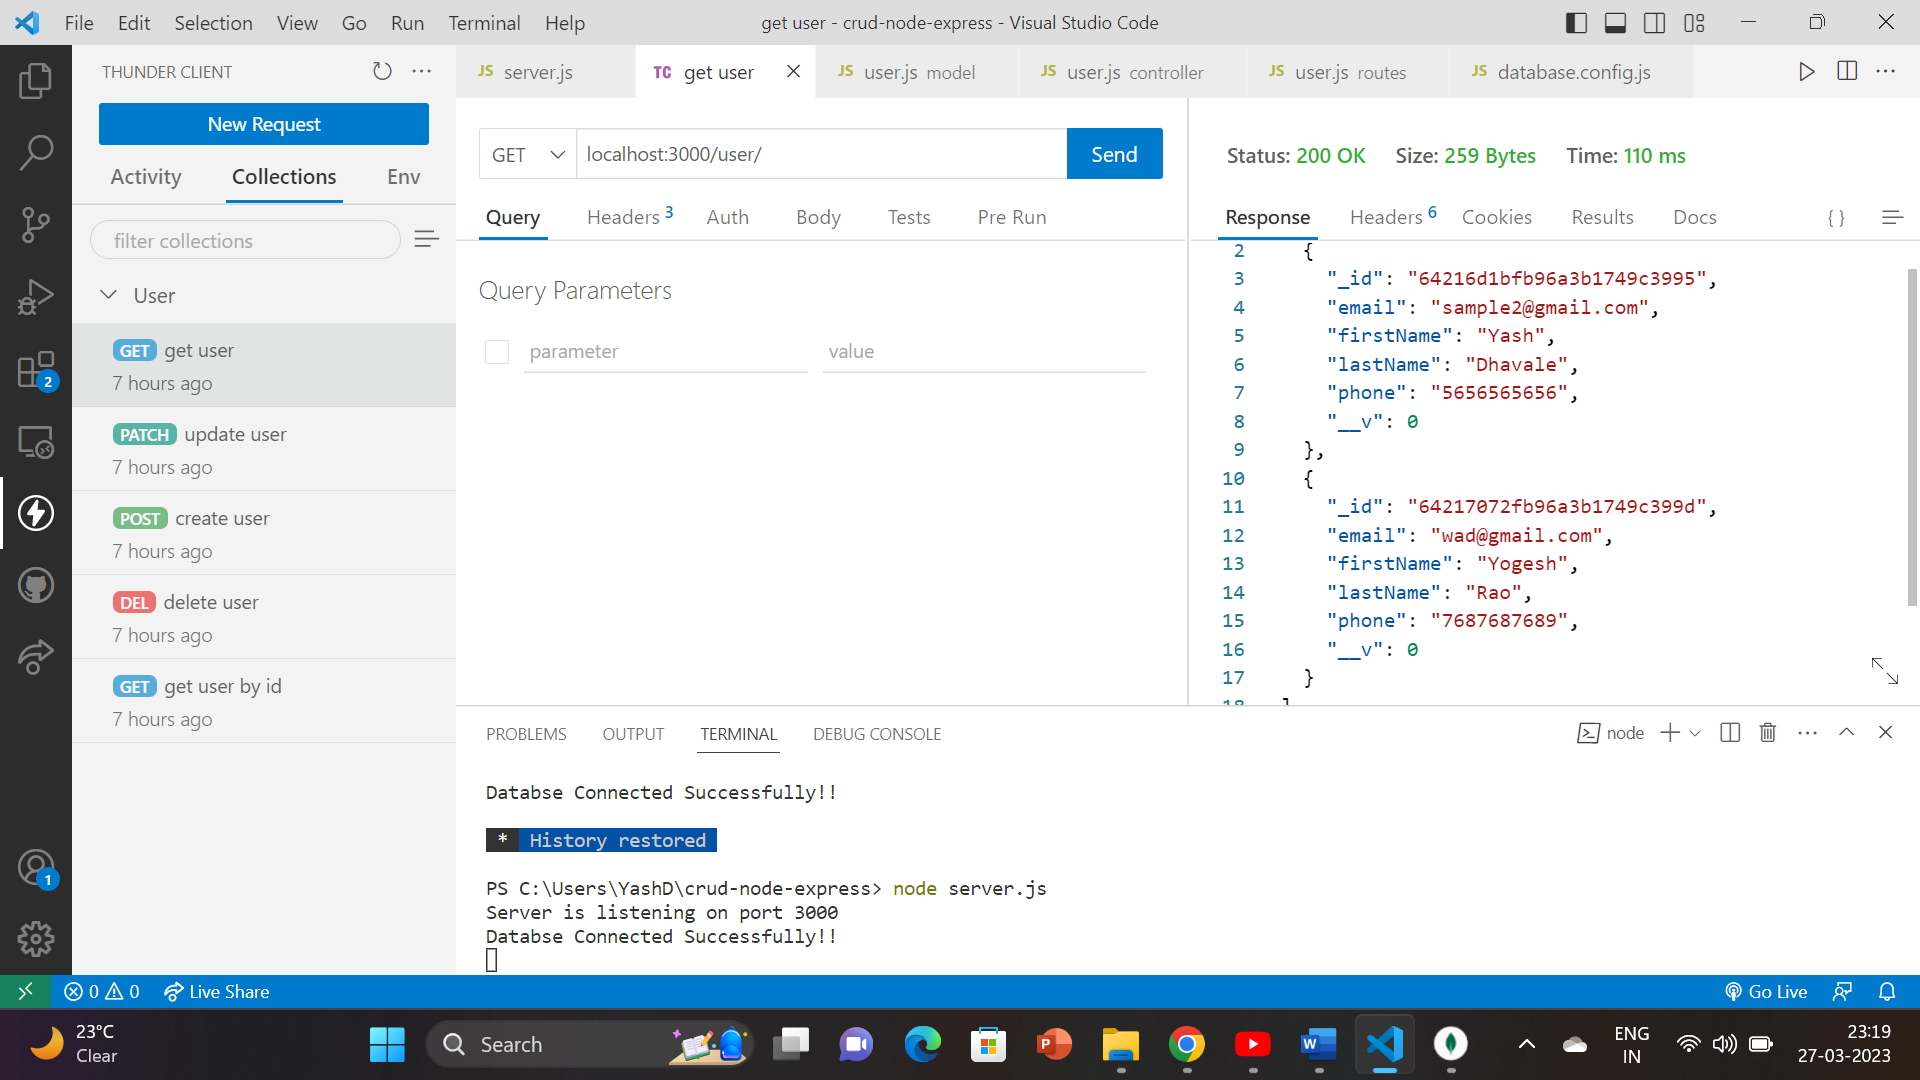 File Edit Selection View Go Run Terminal Help
get user - crud-node-express - Visual Studio Code
THUNDER CLIENT
New Request
Activity Collections Env
filter collections
User
GET get user
7 hours ago
PATCH update user
7 hours ago
POST create user
7 hours ago
DEL delete user
7 hours ago
GET get user by id
7 hours ago
2
1
JS server.js
TC get user
JS user.js model
JS user.js controller
JS user.js routes
JS database.config.js
GET localhost:3000/user/ Send
Query Headers 3 Auth Body Tests Pre Run
Query Parameters
parameter value
Status: 200 OK Size: 259 Bytes Time: 110 ms
Response Headers 6 Cookies Results Docs { }
2 {
3 "_id": "64216d1bfb96a3b1749c3995",
4 "email": "sample2@gmail.com",
5 "firstName": "Yash",
6 "lastName": "Dhavale",
7 "phone": "5656565656",
8 "__v": 0
9 },
10 {
11 "_id": "64217072fb96a3b1749c399d",
12 "email": "wad@gmail.com",
13 "firstName": "Yogesh",
14 "lastName": "Rao",
15 "phone": "7687687689",
16 "__v": 0
17 }
18 ]
PROBLEMS OUTPUT TERMINAL DEBUG CONSOLE
node
Databse Connected Successfully!!
* History restored
PS C:\Users\YashD\crud-node-express> node server.js
Server is listening on port 3000
Databse Connected Successfully!!
0 0 Live Share
Go Live
23°C
Clear
Search
ENG
IN
23:19
27-03-2023